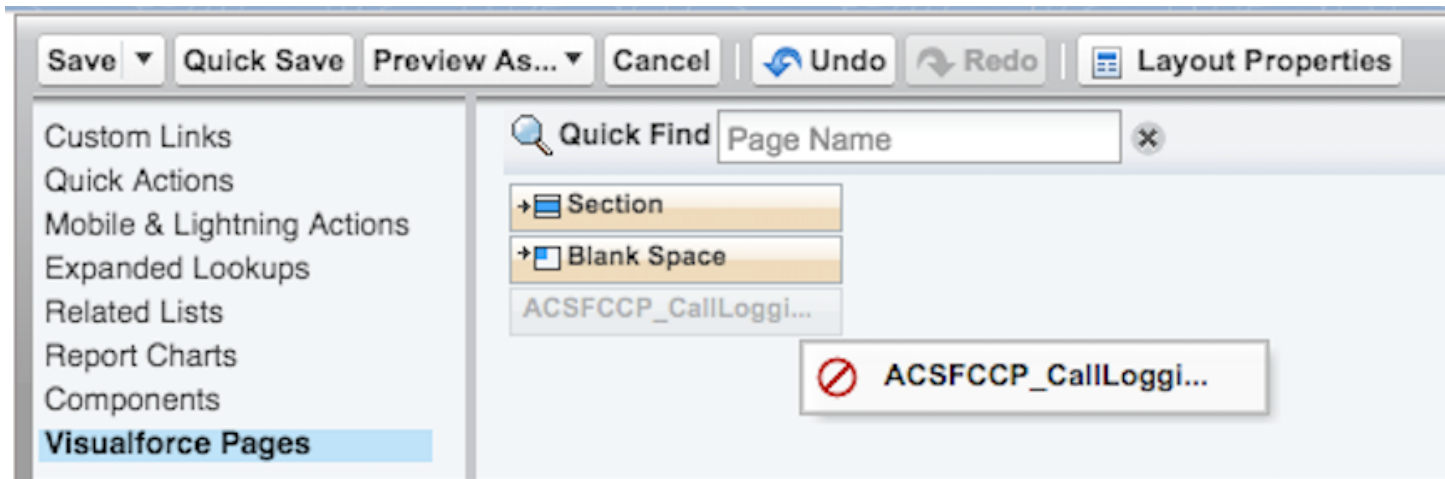 Save Quick Save Preview As... Cancel Undo Redo Layout Properties
Custom Links
Quick Actions
Mobile & Lightning Actions
Expanded Lookups
Related Lists
Report Charts
Components
Visualforce Pages
Quick Find Page Name
Section
Blank Space
ACSFCCP_CallLoggi...
ACSFCCP_CallLoggi...